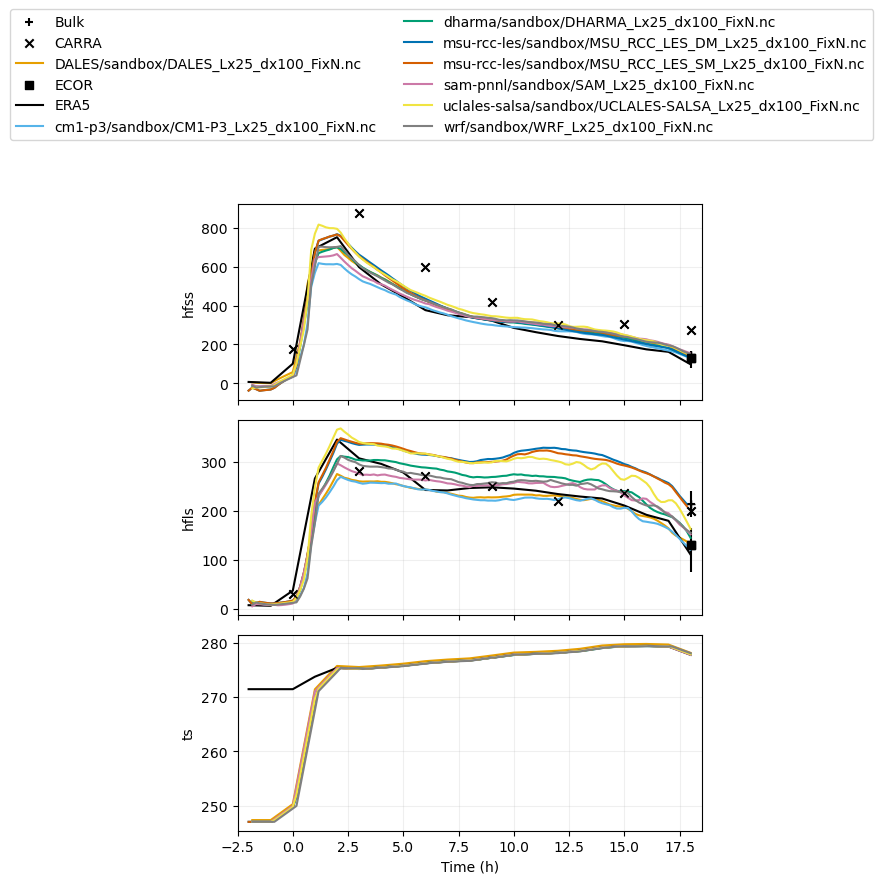 Bulk
CARRA
DALES/sandbox/DALES_Lx25_dx100_FixN.nc
ECOR
ERA5
cm1-p3/sandbox/CM1-P3_Lx25_dx100_FixN.nc
dharma/sandbox/DHARMA_Lx25_dx100_FixN.nc
msu-rcc-les/sandbox/MSU_RCC_LES_DM_Lx25_dx100_FixN.nc
msu-rcc-les/sandbox/MSU_RCC_LES_SM_Lx25_dx100_FixN.nc
sam-pnnl/sandbox/SAM_Lx25_dx100_FixN.nc
uclales-salsa/sandbox/UCLALES-SALSA_Lx25_dx100_FixN.nc
wrf/sandbox/WRF_Lx25_dx100_FixN.nc
800
600
400
200
0
hfss
300
200
100
0
hfls
280
270
260
250
ts
−2.5 0.0 2.5 5.0 7.5 10.0 12.5 15.0 17.5
Time (h)